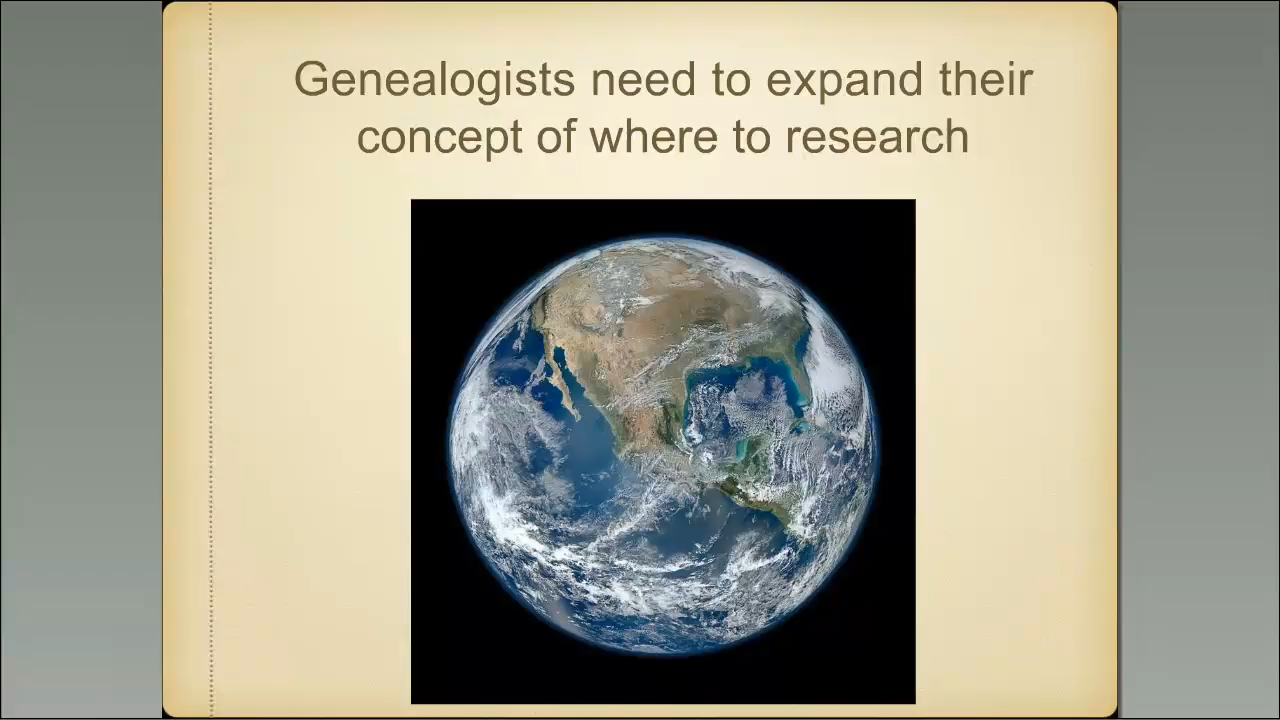 Genealogists need to expand their
concept of where to research